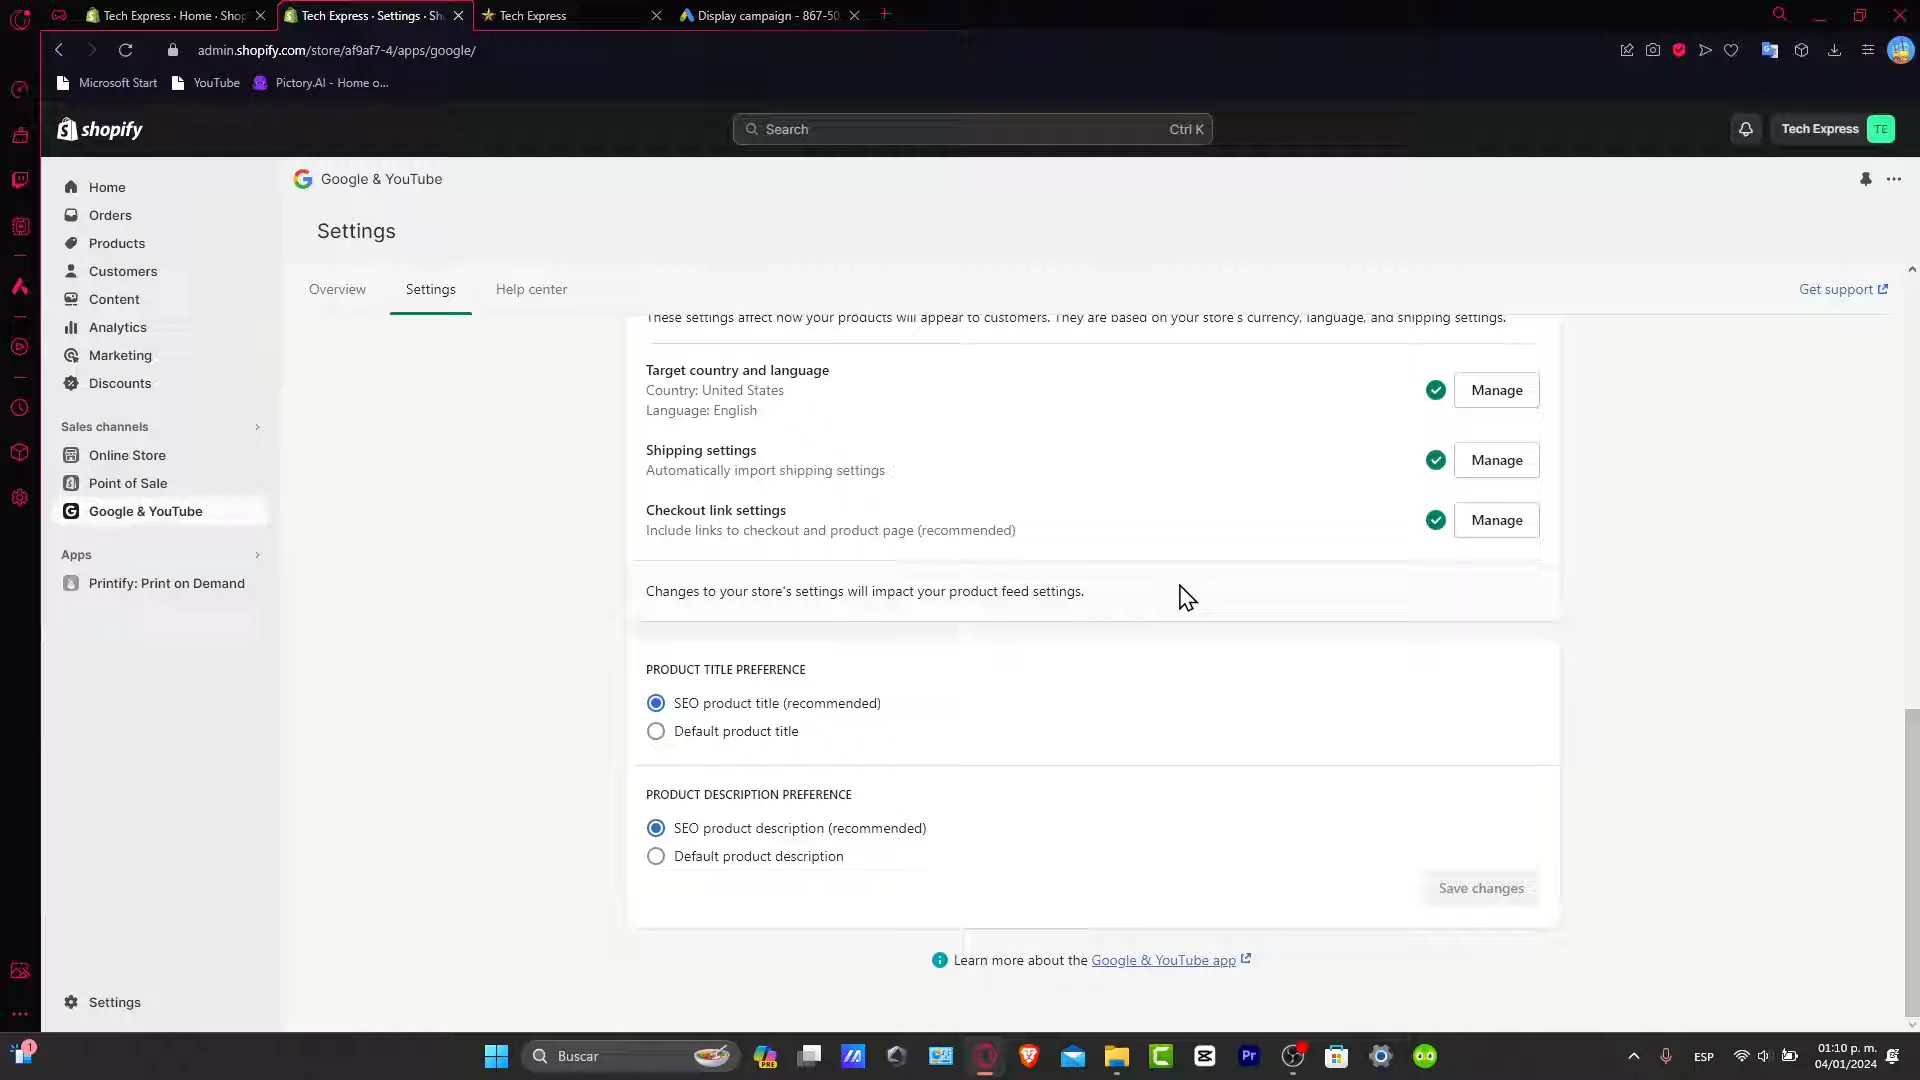 Tech Express · Home · Shop
Tech Express · Settings · Sh
Tech Express
Display campaign - 867-50
admin.shopify.com/store/af9af7-4/apps/google/
Microsoft Start
YouTube
Pictory.AI - Home o...
shopify
Search
Ctrl K
Tech Express
TE
Home
Orders
Products
Customers
Content
Analytics
Marketing
Discounts
Sales channels
Online Store
Point of Sale
Google & YouTube
Apps
Printify: Print on Demand
Settings
Google & YouTube
Settings
Overview
Settings
Help center
Get support
These settings affect how your products will appear to customers. They are based on your store's currency, language, and shipping settings.
Target country and language
Country: United States
Language: English
Manage
Shipping settings
Automatically import shipping settings
Manage
Checkout link settings
Include links to checkout and product page (recommended)
Manage
Changes to your store's settings will impact your product feed settings.
PRODUCT TITLE PREFERENCE
SEO product title (recommended)
Default product title
PRODUCT DESCRIPTION PREFERENCE
SEO product description (recommended)
Default product description
Save changes
Learn more about the Google & YouTube app
1
Buscar
PRE
Pr
ESP
01:10 p. m.
04/01/2024